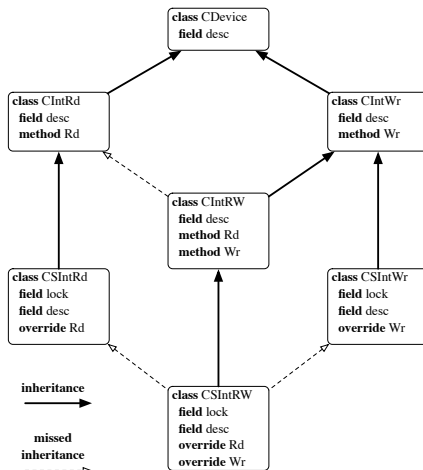 class CDevice
field desc
class CIntRd
field desc
method Rd
class CIntWr
field desc
method Wr
class CIntRW
field desc
method Rd
method Wr
class CSIntRd
field lock
field desc
override Rd
class CSIntWr
field lock
field desc
override Wr
inheritance
class CSIntRW
field lock
field desc
override Rd
override Wr
missed
inheritance